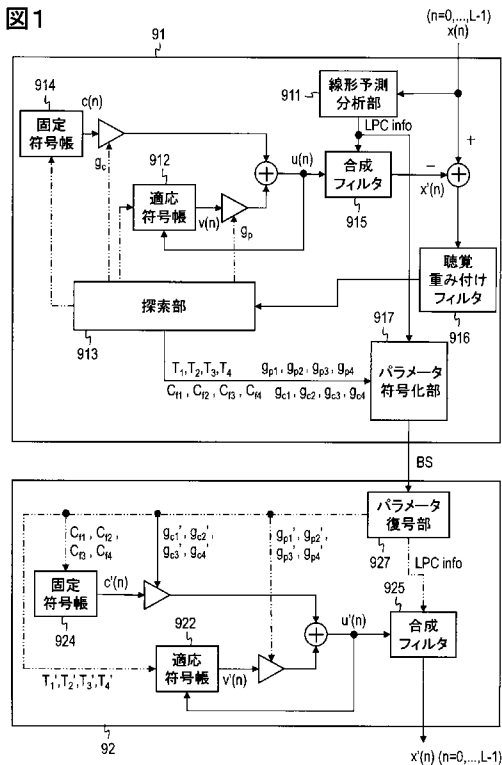 図1
(n=0,...,L-1)
x(n)
91
914
固定
符号帳
c(n)
g_c
911
線形予測
分析部
LPC info
912
適応
符号帳
v(n)
g_p
u(n)
合成
フィルタ
915
+
−
x'(n)
聴覚
重み付け
フィルタ
916
探索部
913
917
パラメータ
符号化部
T_1, T_2, T_3, T_4 g_p1, g_p2, g_p3, g_p4
C_f1, C_f2, C_f3, C_f4 g_c1, g_c2, g_c3, g_c4
BS
パラメータ
復号部
927
LPC info
C_f1, C_f2,
C_f3, C_f4
g_c1', g_c2',
g_c3', g_c4'
g_p1', g_p2',
g_p3', g_p4'
固定
符号帳
924
c'(n)
922
適応
符号帳
v'(n)
T_1', T_2', T_3', T_4'
u'(n)
925
合成
フィルタ
92
x'(n) (n=0,...,L-1)